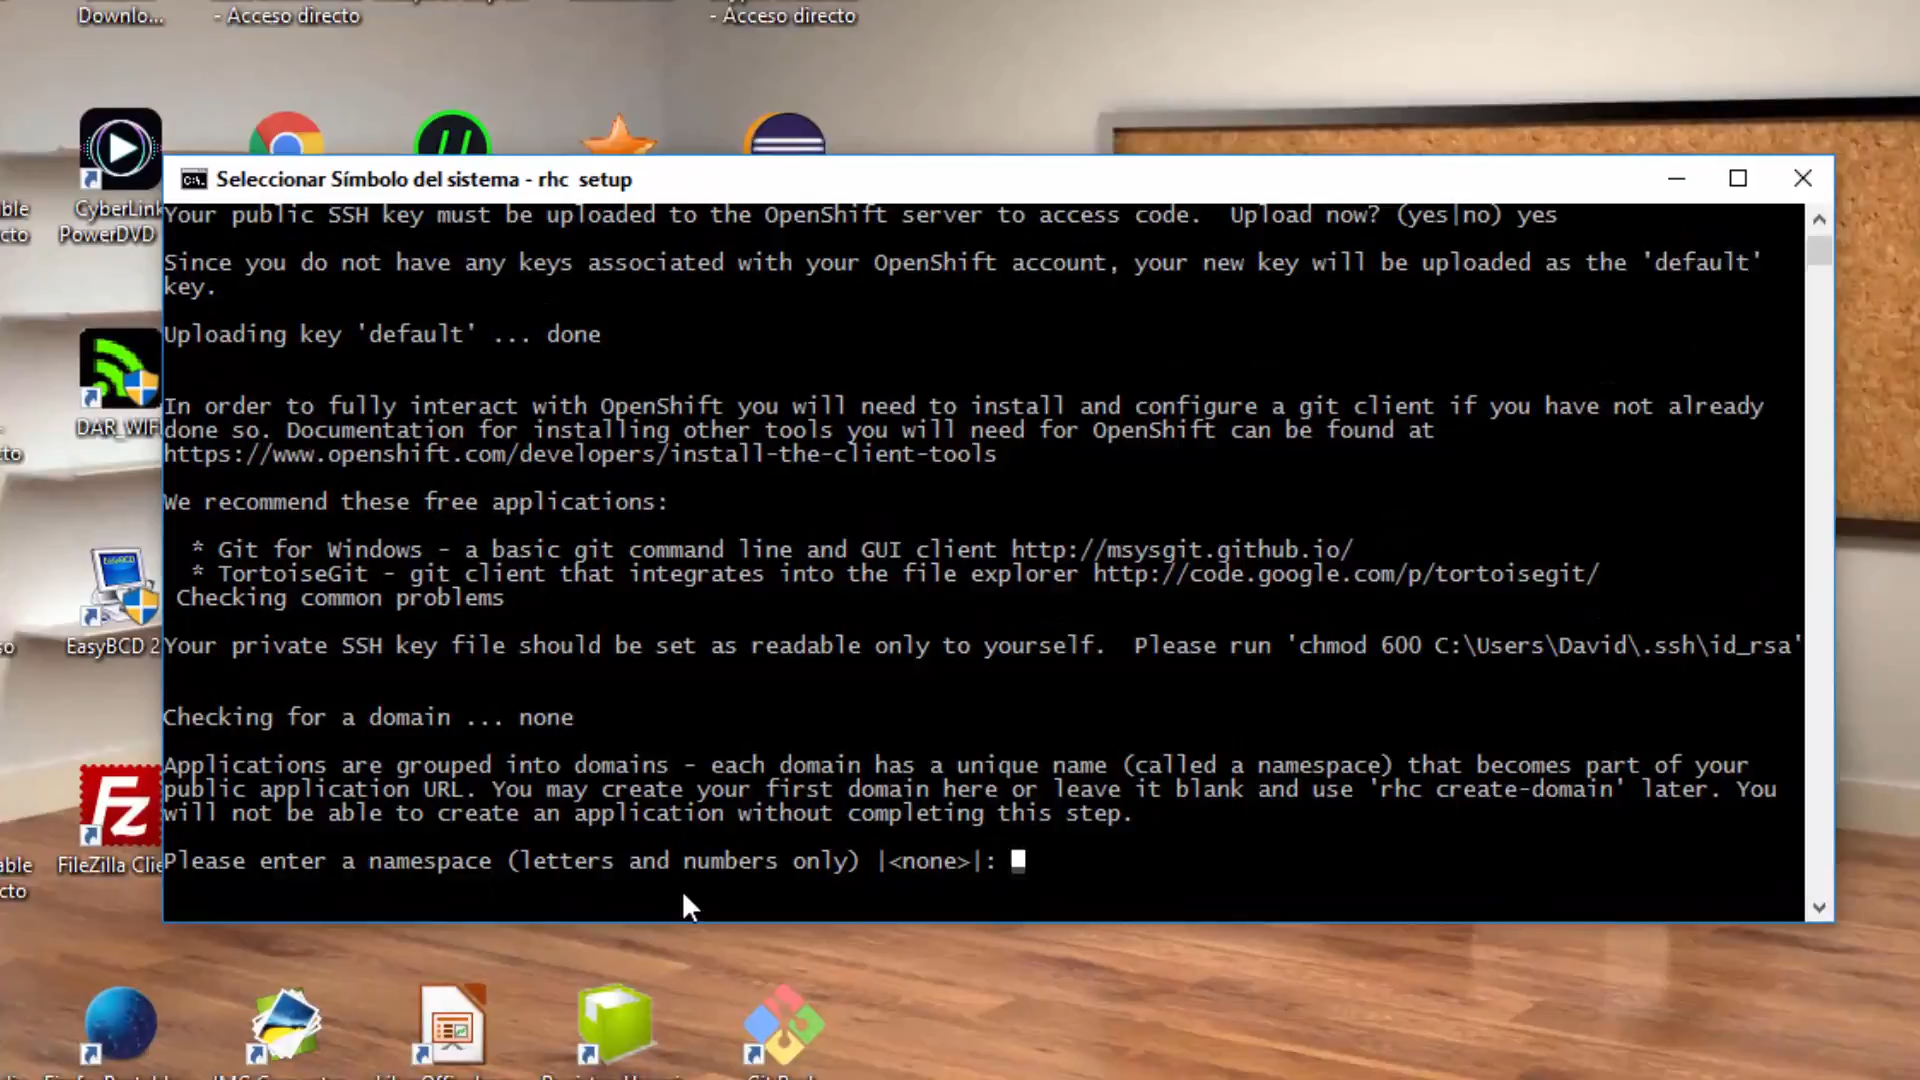 Downlo...
- Acceso directo
- Acceso directo
ble
cto
CyberLink
PowerDVD
Seleccionar Símbolo del sistema - rhc  setup
Your public SSH key must be uploaded to the OpenShift server to access code.  Upload now? (yes|no) yes
Since you do not have any keys associated with your OpenShift account, your new key will be uploaded as the 'default'
key.
Uploading key 'default' ... done
In order to fully interact with OpenShift you will need to install and configure a git client if you have not already
done so. Documentation for installing other tools you will need for OpenShift can be found at
https://www.openshift.com/developers/install-the-client-tools
We recommend these free applications:
* Git for Windows - a basic git command line and GUI client http://msysgit.github.io/
* TortoiseGit - git client that integrates into the file explorer http://code.google.com/p/tortoisegit/
Checking common problems
Your private SSH key file should be set as readable only to yourself.  Please run 'chmod 600 C:\Users\David\.ssh\id_rsa'
Checking for a domain ... none
Applications are grouped into domains - each domain has a unique name (called a namespace) that becomes part of your
public application URL. You may create your first domain here or leave it blank and use 'rhc create-domain' later. You
will not be able to create an application without completing this step.
Please enter a namespace (letters and numbers only) |<none>|:
DAR_WIFI
cto
EasyBCD 2
so
EasyBCD
Fz
FileZilla Clie
able
cto